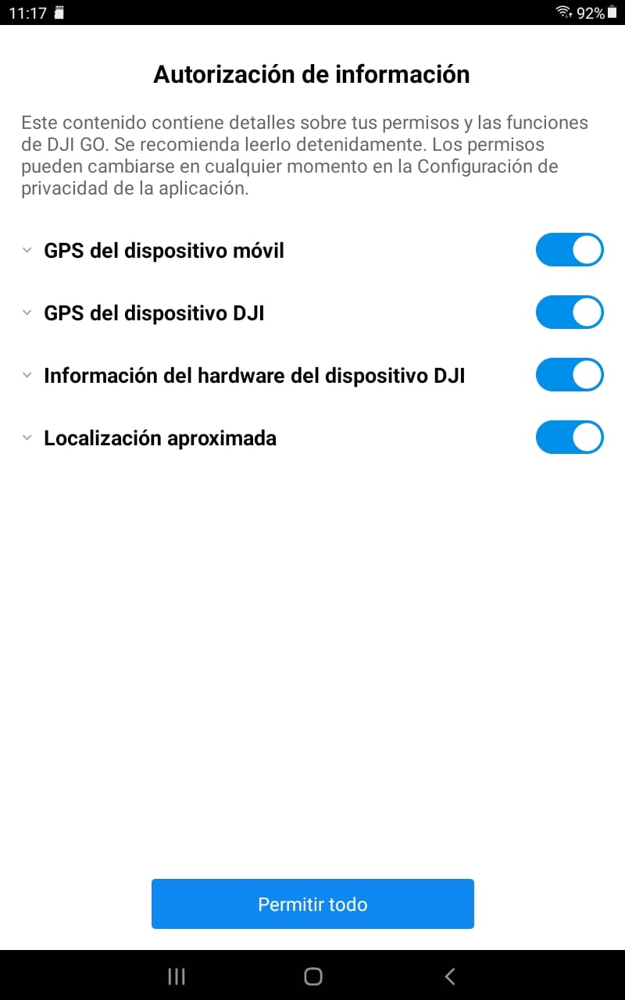 11:17 92%
Autorización de información
Este contenido contiene detalles sobre tus permisos y las funciones
de DJI GO. Se recomienda leerlo detenidamente. Los permisos
pueden cambiarse en cualquier momento en la Configuración de
privacidad de la aplicación.
GPS del dispositivo móvil
GPS del dispositivo DJI
Información del hardware del dispositivo DJI
Localización aproximada
Permitir todo